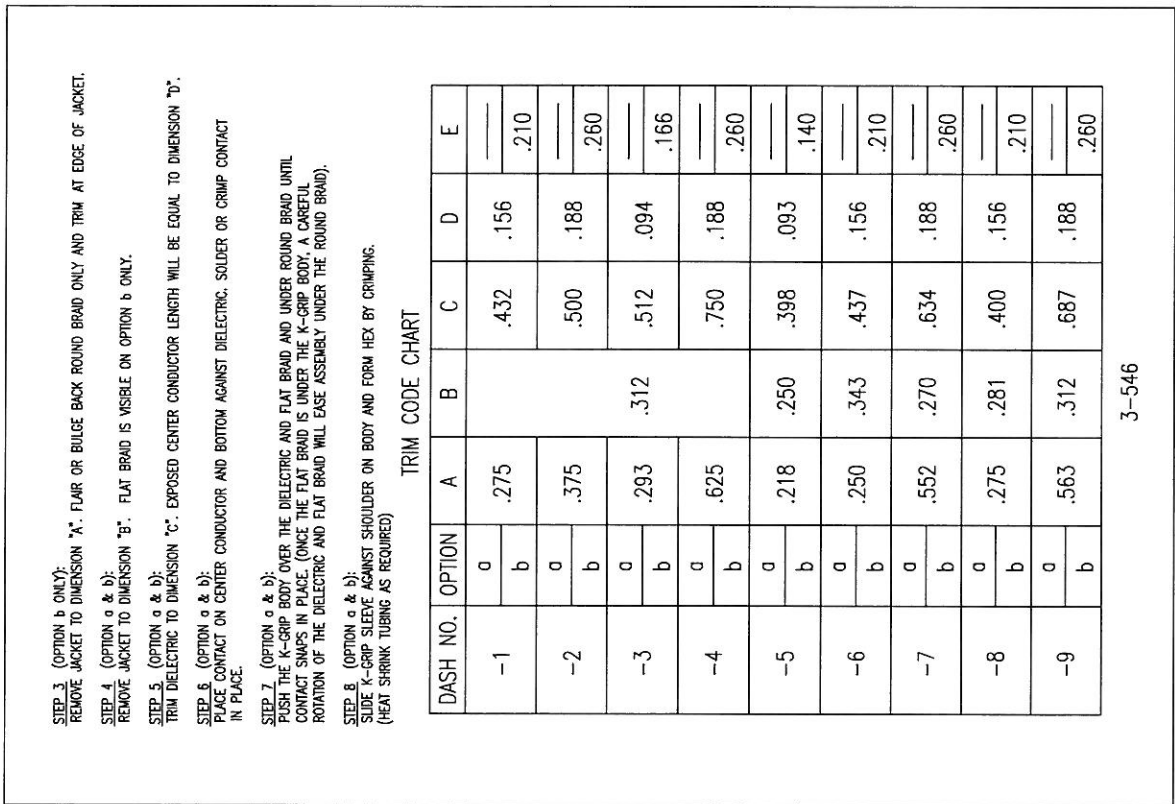 STEP 3 (OPTION b ONLY):
REMOVE JACKET TO DIMENSION "A". FLAIR OR BULGE BACK ROUND BRAID ONLY AND TRIM AT EDGE OF JACKET.
STEP 4 (OPTION a & b):
REMOVE JACKET TO DIMENSION "B". FLAT BRAID IS VISIBLE ON OPTION b ONLY.
STEP 5 (OPTION a & b):
TRIM DIELECTRIC TO DIMENSION "C". EXPOSED CENTER CONDUCTOR LENGTH WILL BE EQUAL TO DIMENSION "D".
STEP 6 (OPTION a & b):
PLACE CONTACT ON CENTER CONDUCTOR AND BOTTOM AGAINST DIELECTRIC, SOLDER OR CRIMP CONTACT
IN PLACE.
STEP 7 (OPTION a & b):
PUSH THE K-GRIP BODY OVER THE DIELECTRIC AND FLAT BRAID AND UNDER ROUND BRAID UNTIL
CONTACT SNAPS IN PLACE. (ONCE THE FLAT BRAID IS UNDER THE K-GRIP BODY, A CAREFUL
ROTATION OF THE DIELECTRIC AND FLAT BRAID WILL EASE ASSEMBLY UNDER THE ROUND BRAID).
STEP 8 (OPTION a & b):
SLIDE K-GRIP SLEEVE AGAINST SHOULDER ON BODY AND FORM HEX BY CRIMPING.
(HEAT SHRINK TUBING AS REQUIRED)
TRIM CODE CHART
DASH NO. OPTION A B C D E
-1 a .275 .312 .432 .156 —
b .210
-2 a .375 .500 .188 —
b .260
-3 a .293 .512 .094 —
b .166
-4 a .625 .750 .188 —
b .260
-5 a .218 .250 .398 .093 —
b .140
-6 a .250 .343 .437 .156 —
b .210
-7 a .552 .270 .634 .188 —
b .260
-8 a .275 .281 .400 .156 —
b .210
-9 a .563 .312 .687 .188 —
b .260
3-546